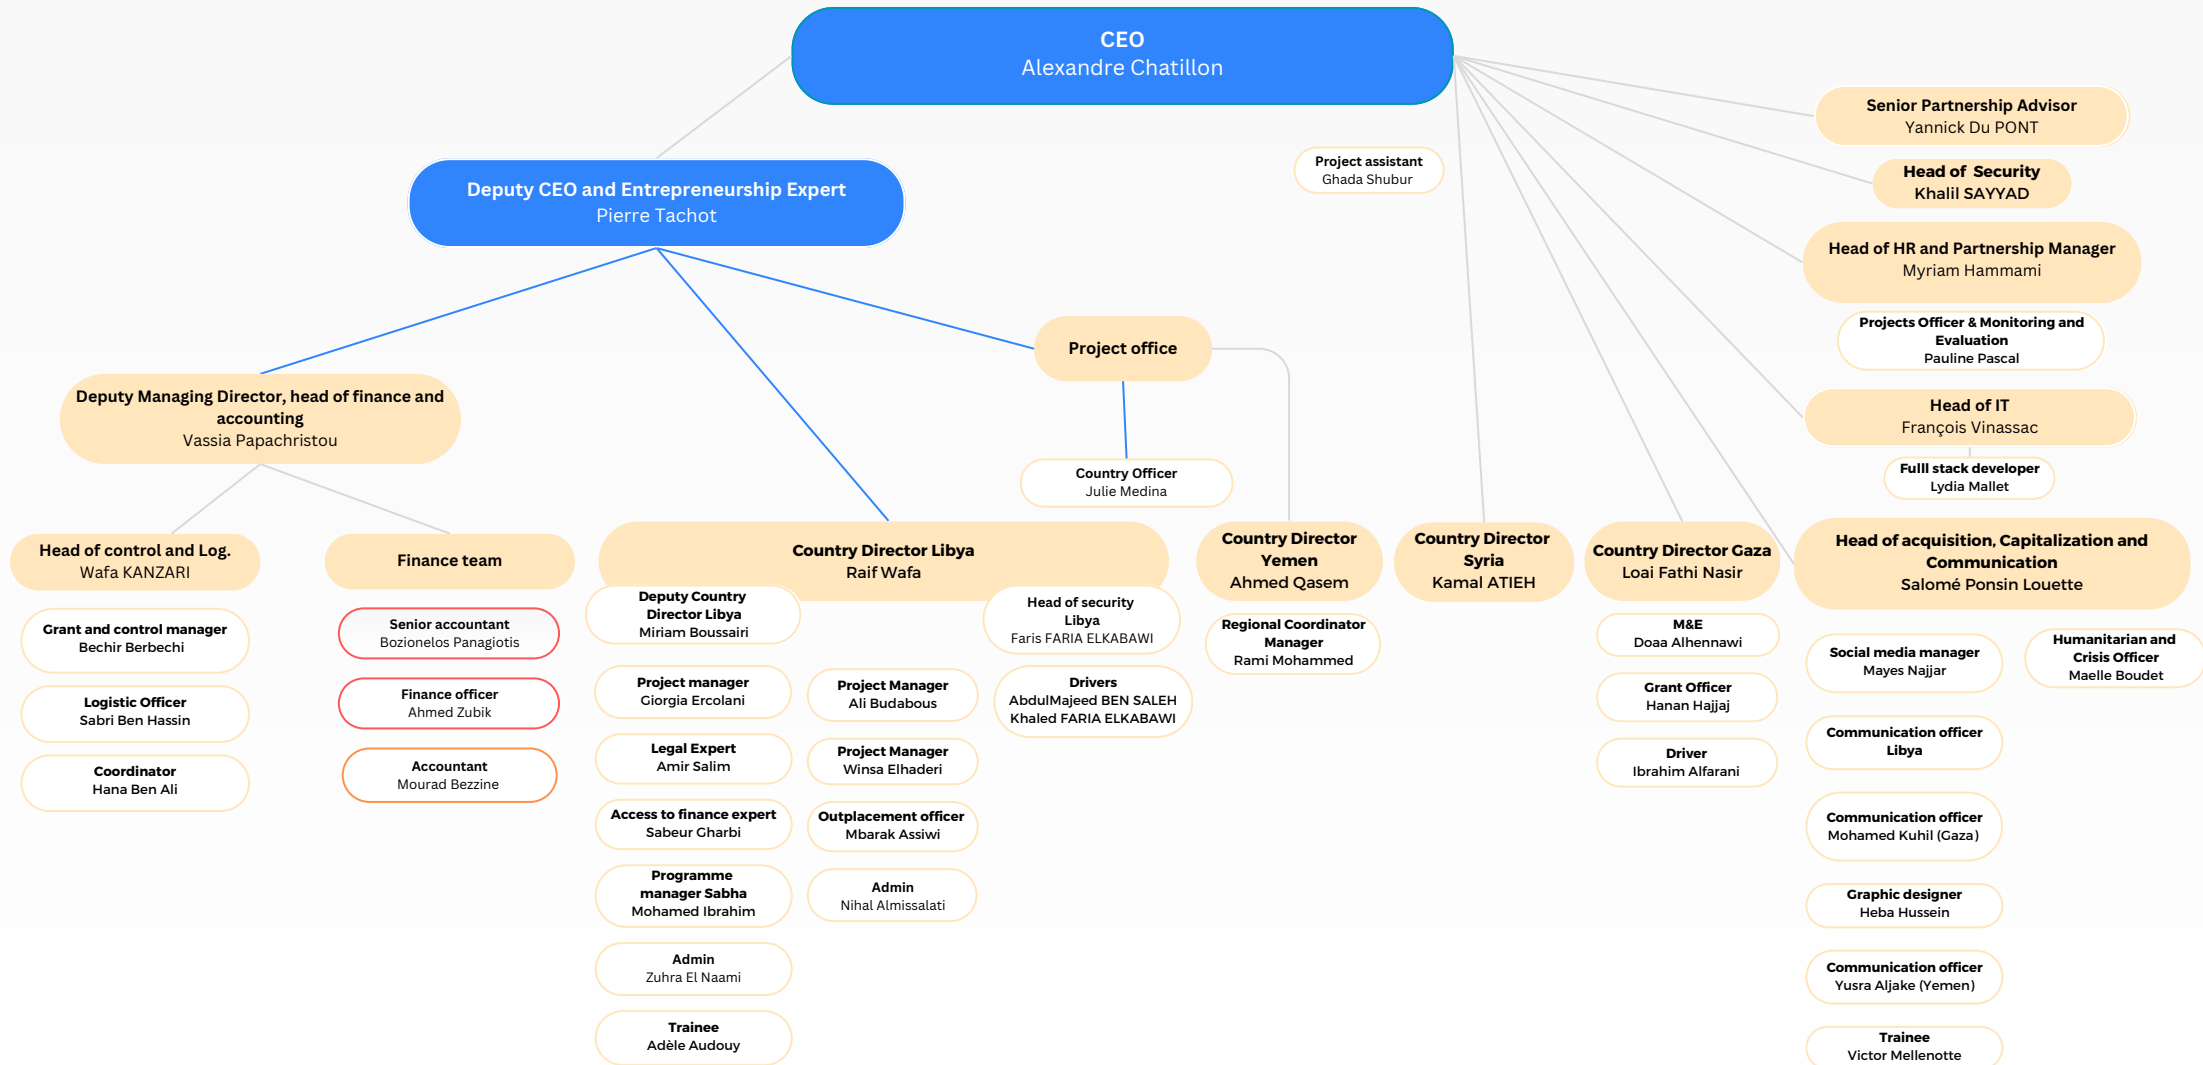 CEO
Alexandre Chatillon
Senior Partnership Advisor
Yannick Du PONT
Project assistant
Ghada Shubur
Head of  Security
Khalil SAYYAD
Deputy CEO and Entrepreneurship Expert
Pierre Tachot
Head of HR and Partnership Manager
Myriam Hammami
Projects Officer & Monitoring and
Evaluation
Pauline Pascal
Project office
Deputy Managing Director, head of finance and
accounting
Vassia Papachristou
Head of IT
François Vinassac
Fulll stack developer
Lydia Mallet
Country Officer
Julie Medina
Head of control and Log.
Wafa KANZARI
Grant and control manager
Bechir Berbechi
Logistic Officer
Sabri Ben Hassin
Coordinator
Hana Ben Ali
Finance team
Senior accountant
Bozionelos Panagiotis
Finance officer
Ahmed Zubik
Accountant
Mourad Bezzine
Country Director Libya
Raif Wafa
Deputy Country
Director Libya
Miriam Boussairi
Project manager
Giorgia Ercolani
Legal Expert
Amir Salim
Access to finance expert
Sabeur Gharbi
Programme
manager Sabha
Mohamed Ibrahim
Admin
Zuhra El Naami
Trainee
Adèle Audouy
Project Manager
Ali Budabous
Project Manager
Winsa Elhaderi
Outplacement officer
Mbarak Assiwi
Admin
Nihal Almissalati
Head of security
Libya
Faris FARIA ELKABAWI
Drivers
AbdulMajeed BEN SALEH
Khaled FARIA ELKABAWI
Country Director
Yemen
Ahmed Qasem
Regional Coordinator
Manager
Rami Mohammed
Country Director
Syria
Kamal ATIEH
Country Director Gaza
Loai Fathi Nasir
M&E
Doaa Alhennawi
Grant Officer
Hanan Hajjaj
Driver
Ibrahim Alfarani
Head of acquisition, Capitalization and
Communication
Salomé Ponsin Louette
Social media manager
Mayes Najjar
Communication officer
Libya
Communication officer
Mohamed Kuhil (Gaza)
Graphic designer
Heba Hussein
Communication officer
Yusra Aljake (Yemen)
Trainee
Victor Mellenotte
Humanitarian and
Crisis Officer
Maelle Boudet